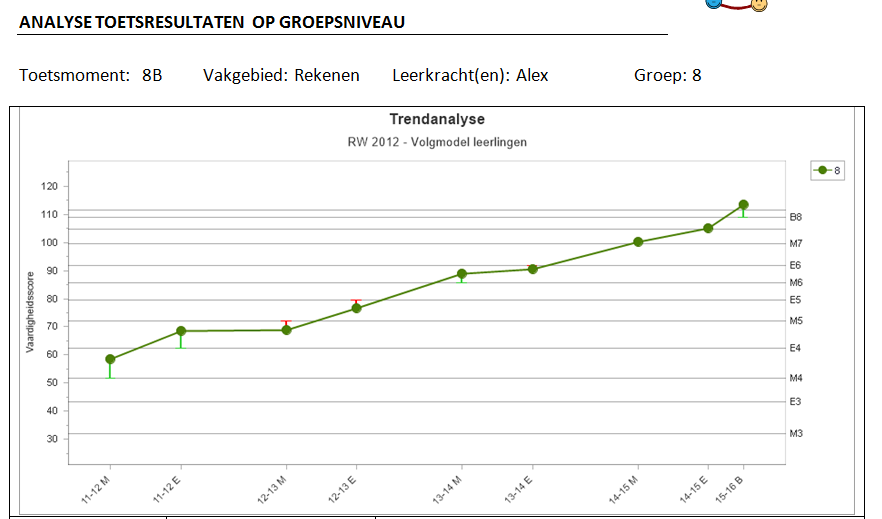 ANALYSE TOETSRESULTATEN OP GROEPSNIVEAU
Toetsmoment: 8B Vakgebied: Rekenen Leerkracht(en): Alex Groep: 8
Trendanalyse
RW 2012 - Volgmodel leerlingen
8
Vaardigheidsscore
120
110
100
90
80
70
60
50
40
30
B8
M7
E6
M6
E5
M5
E4
M4
E3
M3
11-12 M
11-12 E
12-13 M
12-13 E
13-14 M
13-14 E
14-15 M
14-15 E
15-16 B